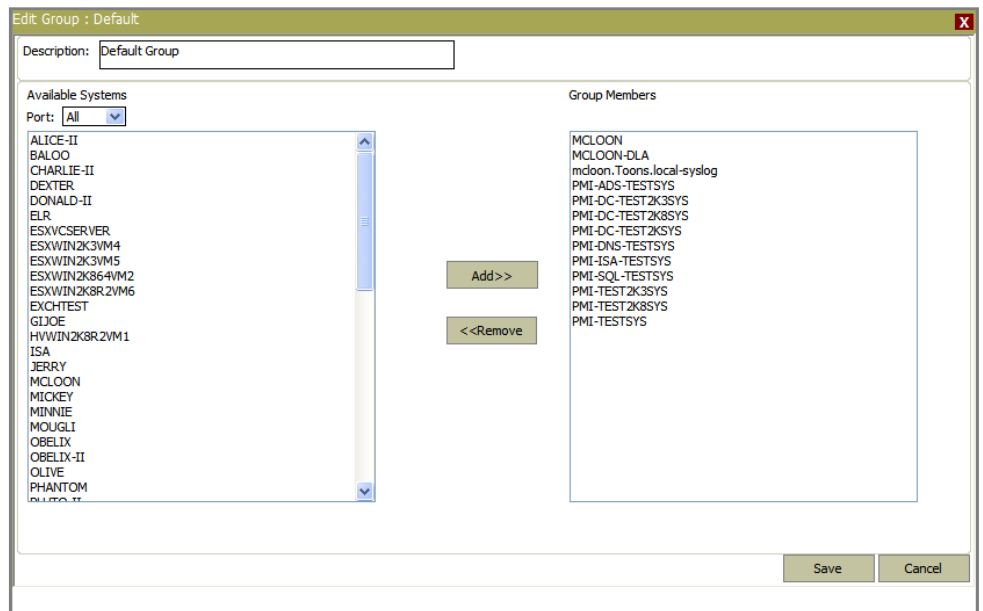 Edit Group : Default
X
Description: Default Group
Available Systems
Port: All
ALICE-II
BALOO
CHARLIE-II
DEXTER
DONALD-II
ELR
ESXVCSERVER
ESXWIN2K3VM4
ESXWIN2K3VM5
ESXWIN2K864VM2
ESXWIN2K8R2VM6
EXCHTEST
GIJOE
HVWIN2K8R2VM1
ISA
JERRY
MCLOON
MICKEY
MINNIE
MOUGLI
OBELIX
OBELIX-II
OLIVE
PHANTOM
Add>>
<<Remove
Group Members
MCLOON
MCLOON-DLA
mcloon.Toons.local-syslog
PMI-ADS-TESTSYS
PMI-DC-TEST2K3SYS
PMI-DC-TEST2K8SYS
PMI-DC-TEST2KSYS
PMI-DNS-TESTSYS
PMI-ISA-TESTSYS
PMI-SQL-TESTSYS
PMI-TEST2K3SYS
PMI-TEST2K8SYS
PMI-TESTSYS
Save Cancel